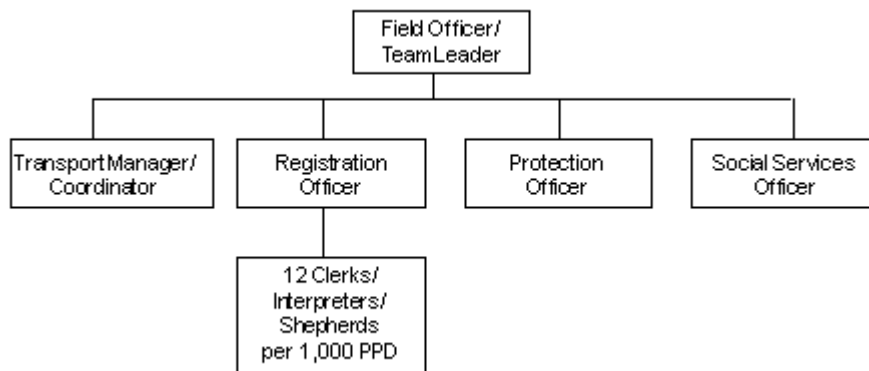 Field Officer/
Team Leader
Transport Manager/
Coordinator
Registration
Officer
Protection
Officer
Social Services
Officer
12 Clerks/
Interpreters/
Shepherds
per 1,000 PPD